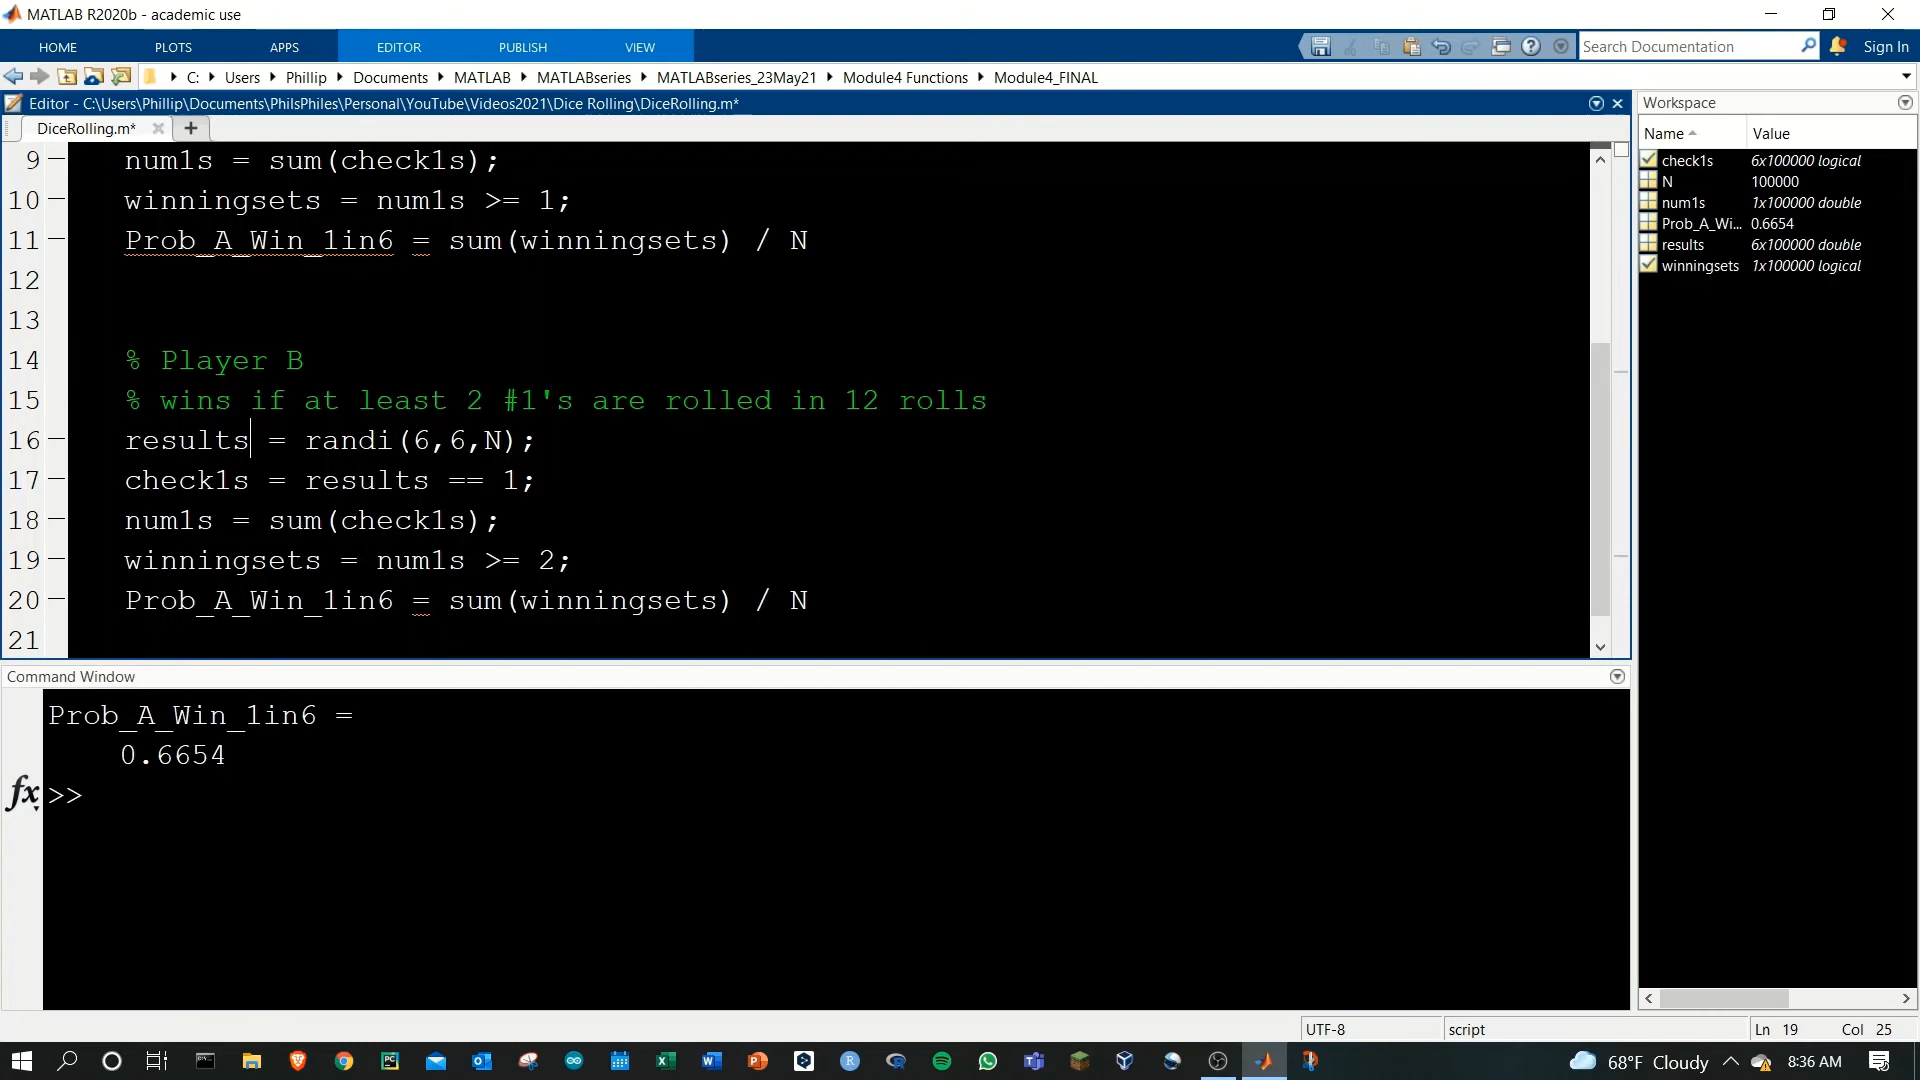 MATLAB R2020b - academic use
HOME PLOTS APPS EDITOR PUBLISH VIEW Search Documentation Sign In
C: Users Phillip Documents MATLAB MATLABseries MATLABseries_23May21 Module4 Functions Module4_FINAL
Editor - C:\Users\Phillip\Documents\PhilsPhiles\Personal\YouTube\Videos2021\Dice Rolling\DiceRolling.m*
DiceRolling.m*
9 num1s = sum(check1s);
10 winningsets = num1s >= 1;
11 Prob_A_Win_1in6 = sum(winningsets) / N
12
13
14 % Player B
15 % wins if at least 2 #1's are rolled in 12 rolls
16 results = randi(6,6,N);
17 check1s = results == 1;
18 num1s = sum(check1s);
19 winningsets = num1s >= 2;
20 Prob_A_Win_1in6 = sum(winningsets) / N
21
Workspace
Name Value
check1s 6x100000 logical
N 100000
num1s 1x100000 double
Prob_A_Wi... 0.6654
results 6x100000 double
winningsets 1x100000 logical
Command Window
Prob_A_Win_1in6 =
0.6654
fx >>
UTF-8 script Ln 19 Col 25
68°F Cloudy 8:36 AM